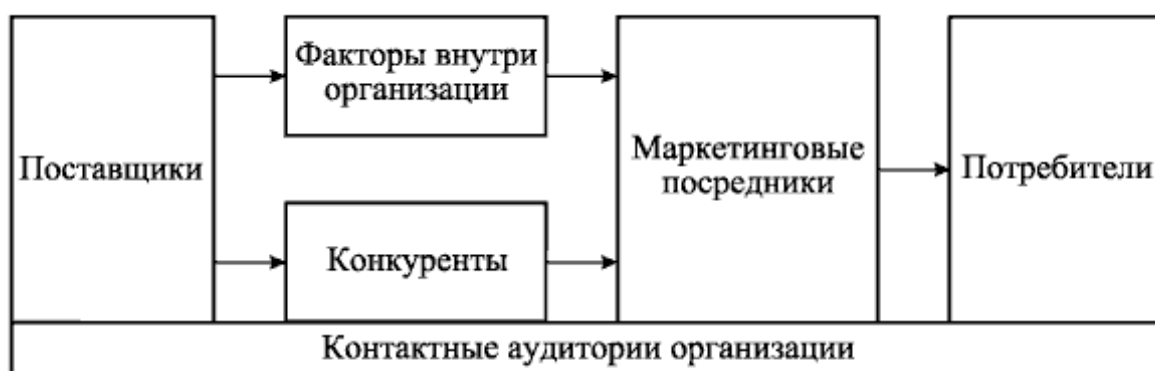 Факторы внутри
организации
Поставщики
Маркетинговые
посредники
Потребители
Конкуренты
Контактные аудитории организации